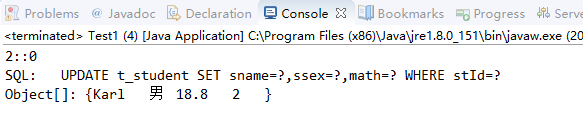 Problems @ Javadoc Declaration Console Bookmarks Progress Serve
<terminated> Test1 (4) [Java Application] C:\Program Files (x86)\Java\jre1.8.0_151\bin\javaw.exe (20
2::0
SQL: UPDATE t_student SET sname=?,ssex=?,math=? WHERE stId=?
Object[]: {Karl 男 18.8 2 }